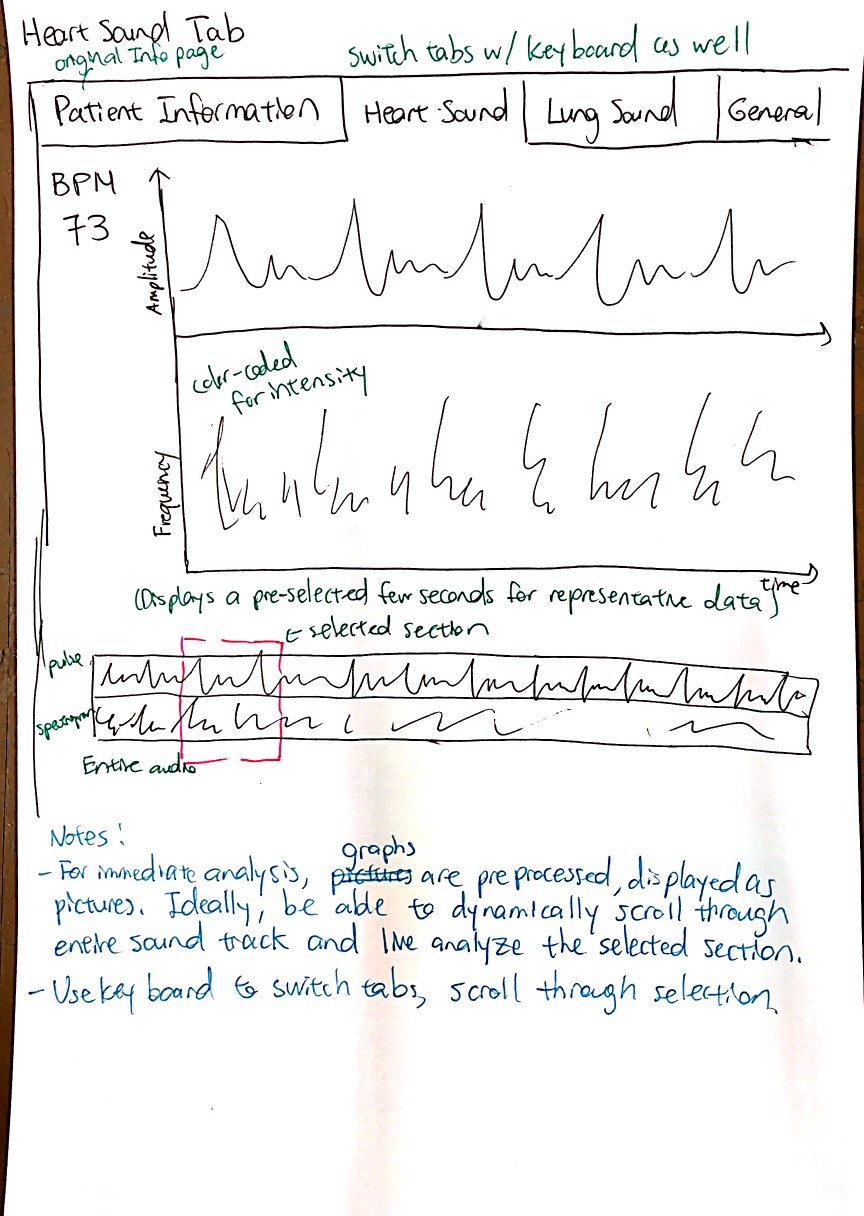 Heart Sound Tab
original Info page
switch tabs w/ keyboard as well
Patient Information
Heart Sound
Lung Sound
General
BPM
73
Amplitude
color-coded
for intensity
Frequency
time
(Displays a pre-selected few seconds for representative data)
← selected section
pulse
spectrogram
Entire audio
Notes:
- For immediate analysis, pictures graphs are preprocessed, displayed as
pictures. Ideally, be able to dynamically scroll through
entire sound track and live analyze the selected section.
- Use keyboard to switch tabs, scroll through selection